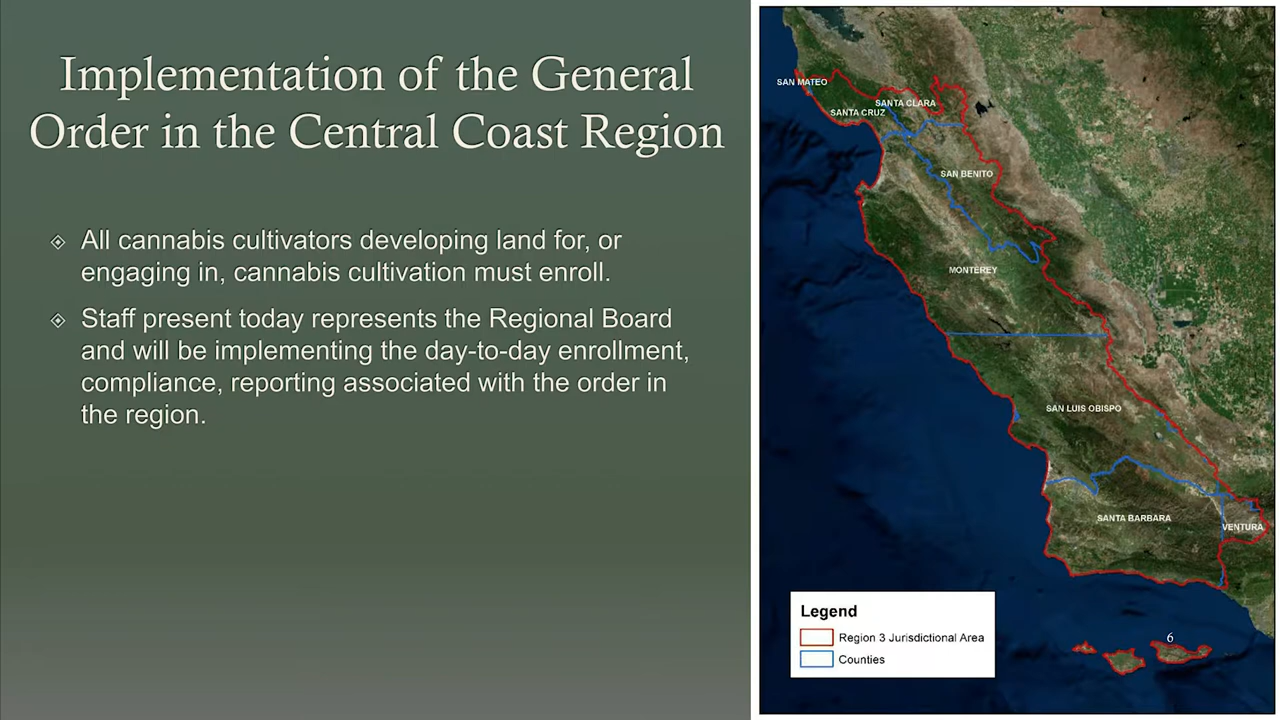 Implementation of the General
Order in the Central Coast Region
All cannabis cultivators developing land for, or
engaging in, cannabis cultivation must enroll.
Staff present today represents the Regional Board
and will be implementing the day-to-day enrollment,
compliance, reporting associated with the order in
the region.
SAN MATEO
SANTA CLARA
SANTA CRUZ
SAN BENITO
MONTEREY
SAN LUIS OBISPO
SANTA BARBARA
VENTURA
Legend
Region 3 Jurisdictional Area
Counties
6